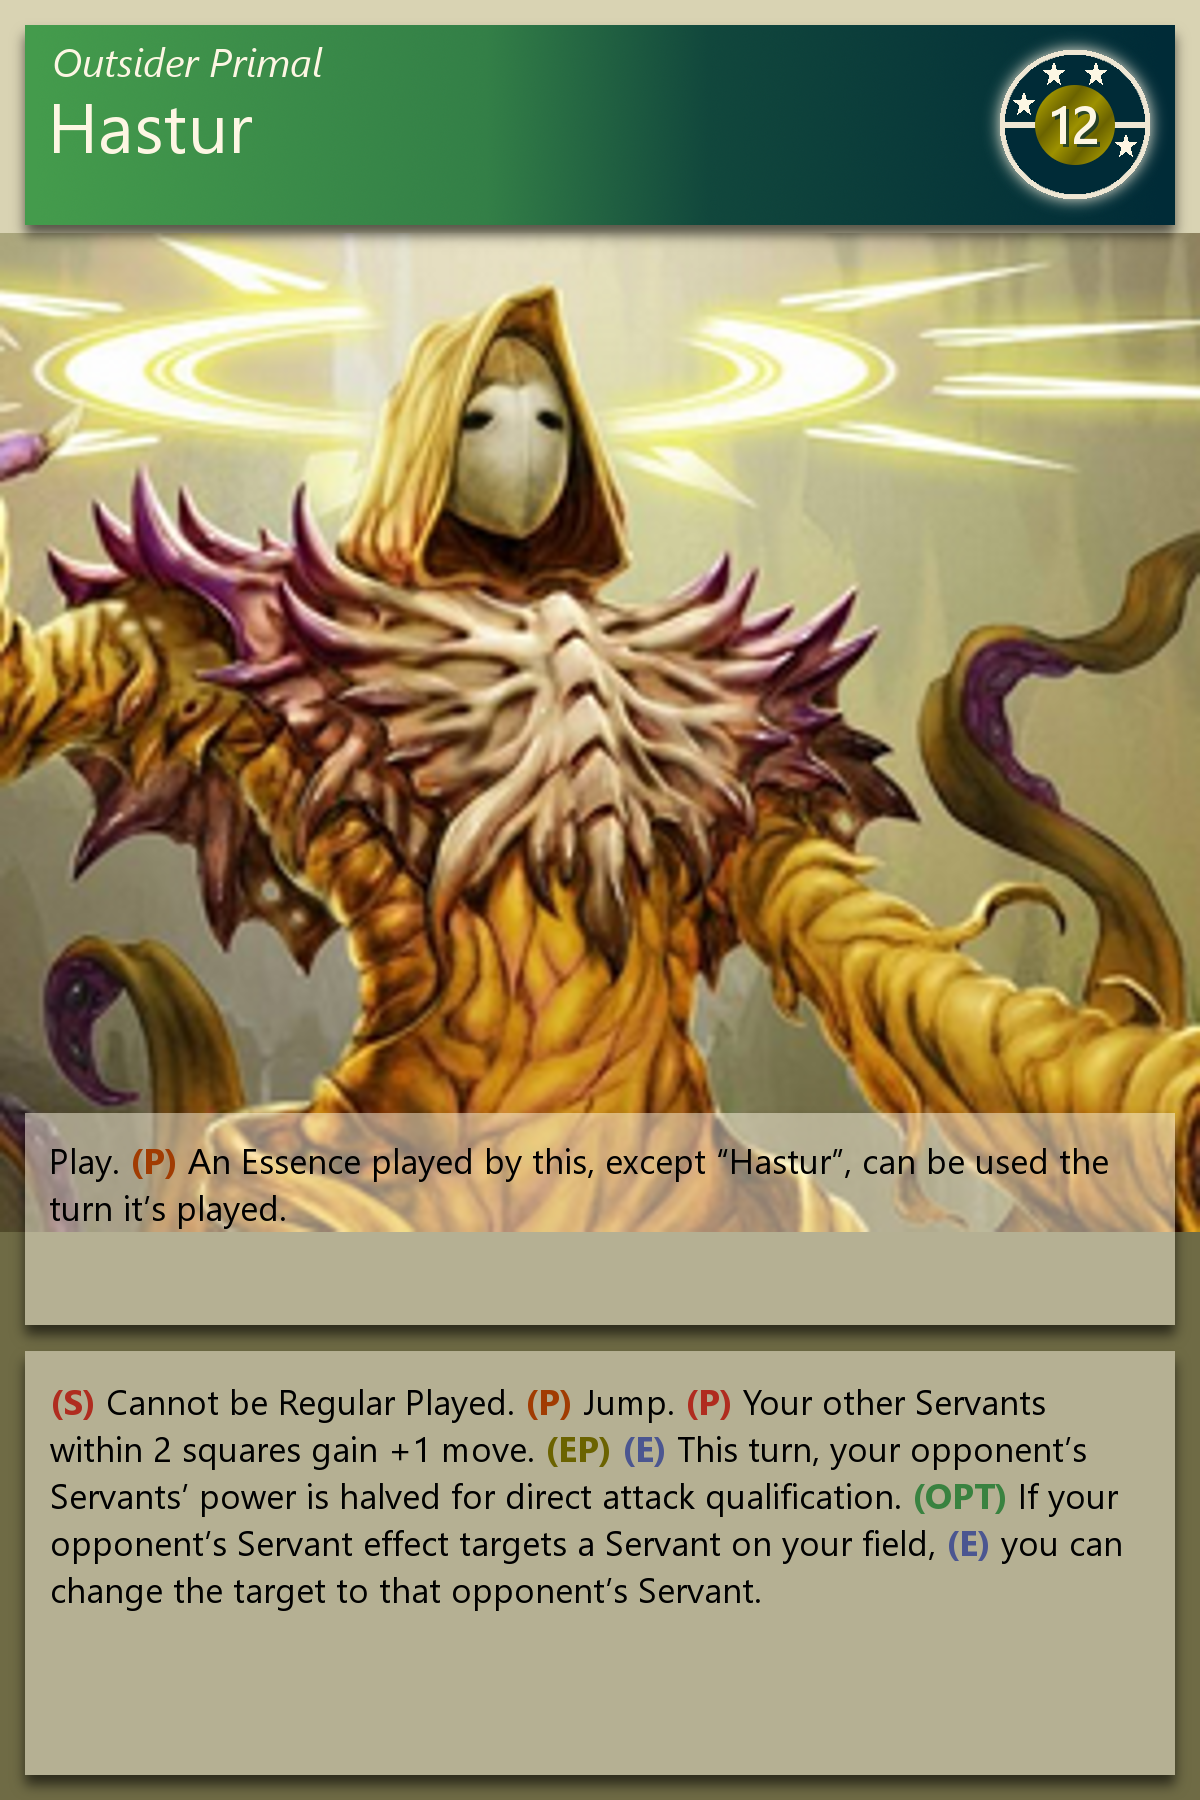 Outsider Primal
Hastur
12
Play. (P) An Essence played by this, except “Hastur”, can be used the
turn it’s played.
(S) Cannot be Regular Played. (P) Jump. (P) Your other Servants
within 2 squares gain +1 move. (EP) (E) This turn, your opponent’s
Servants’ power is halved for direct attack qualification. (OPT) If your
opponent’s Servant effect targets a Servant on your field, (E) you can
change the target to that opponent’s Servant.